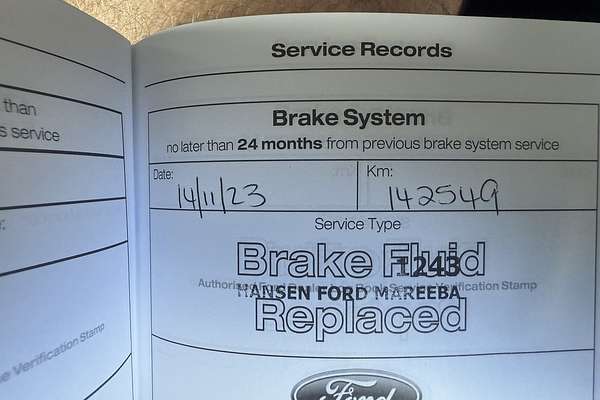 Service Records
than
s service
Brake System
no later than 24 months from previous brake system service
Date: 14/11/23
Km: 142549
Service Type
Brake Fluid
1243
Authorised Ford Dealer Log Book Service Verification Stamp
HANSEN FORD MAREEBA
Replaced
e Verification Stamp
Ford